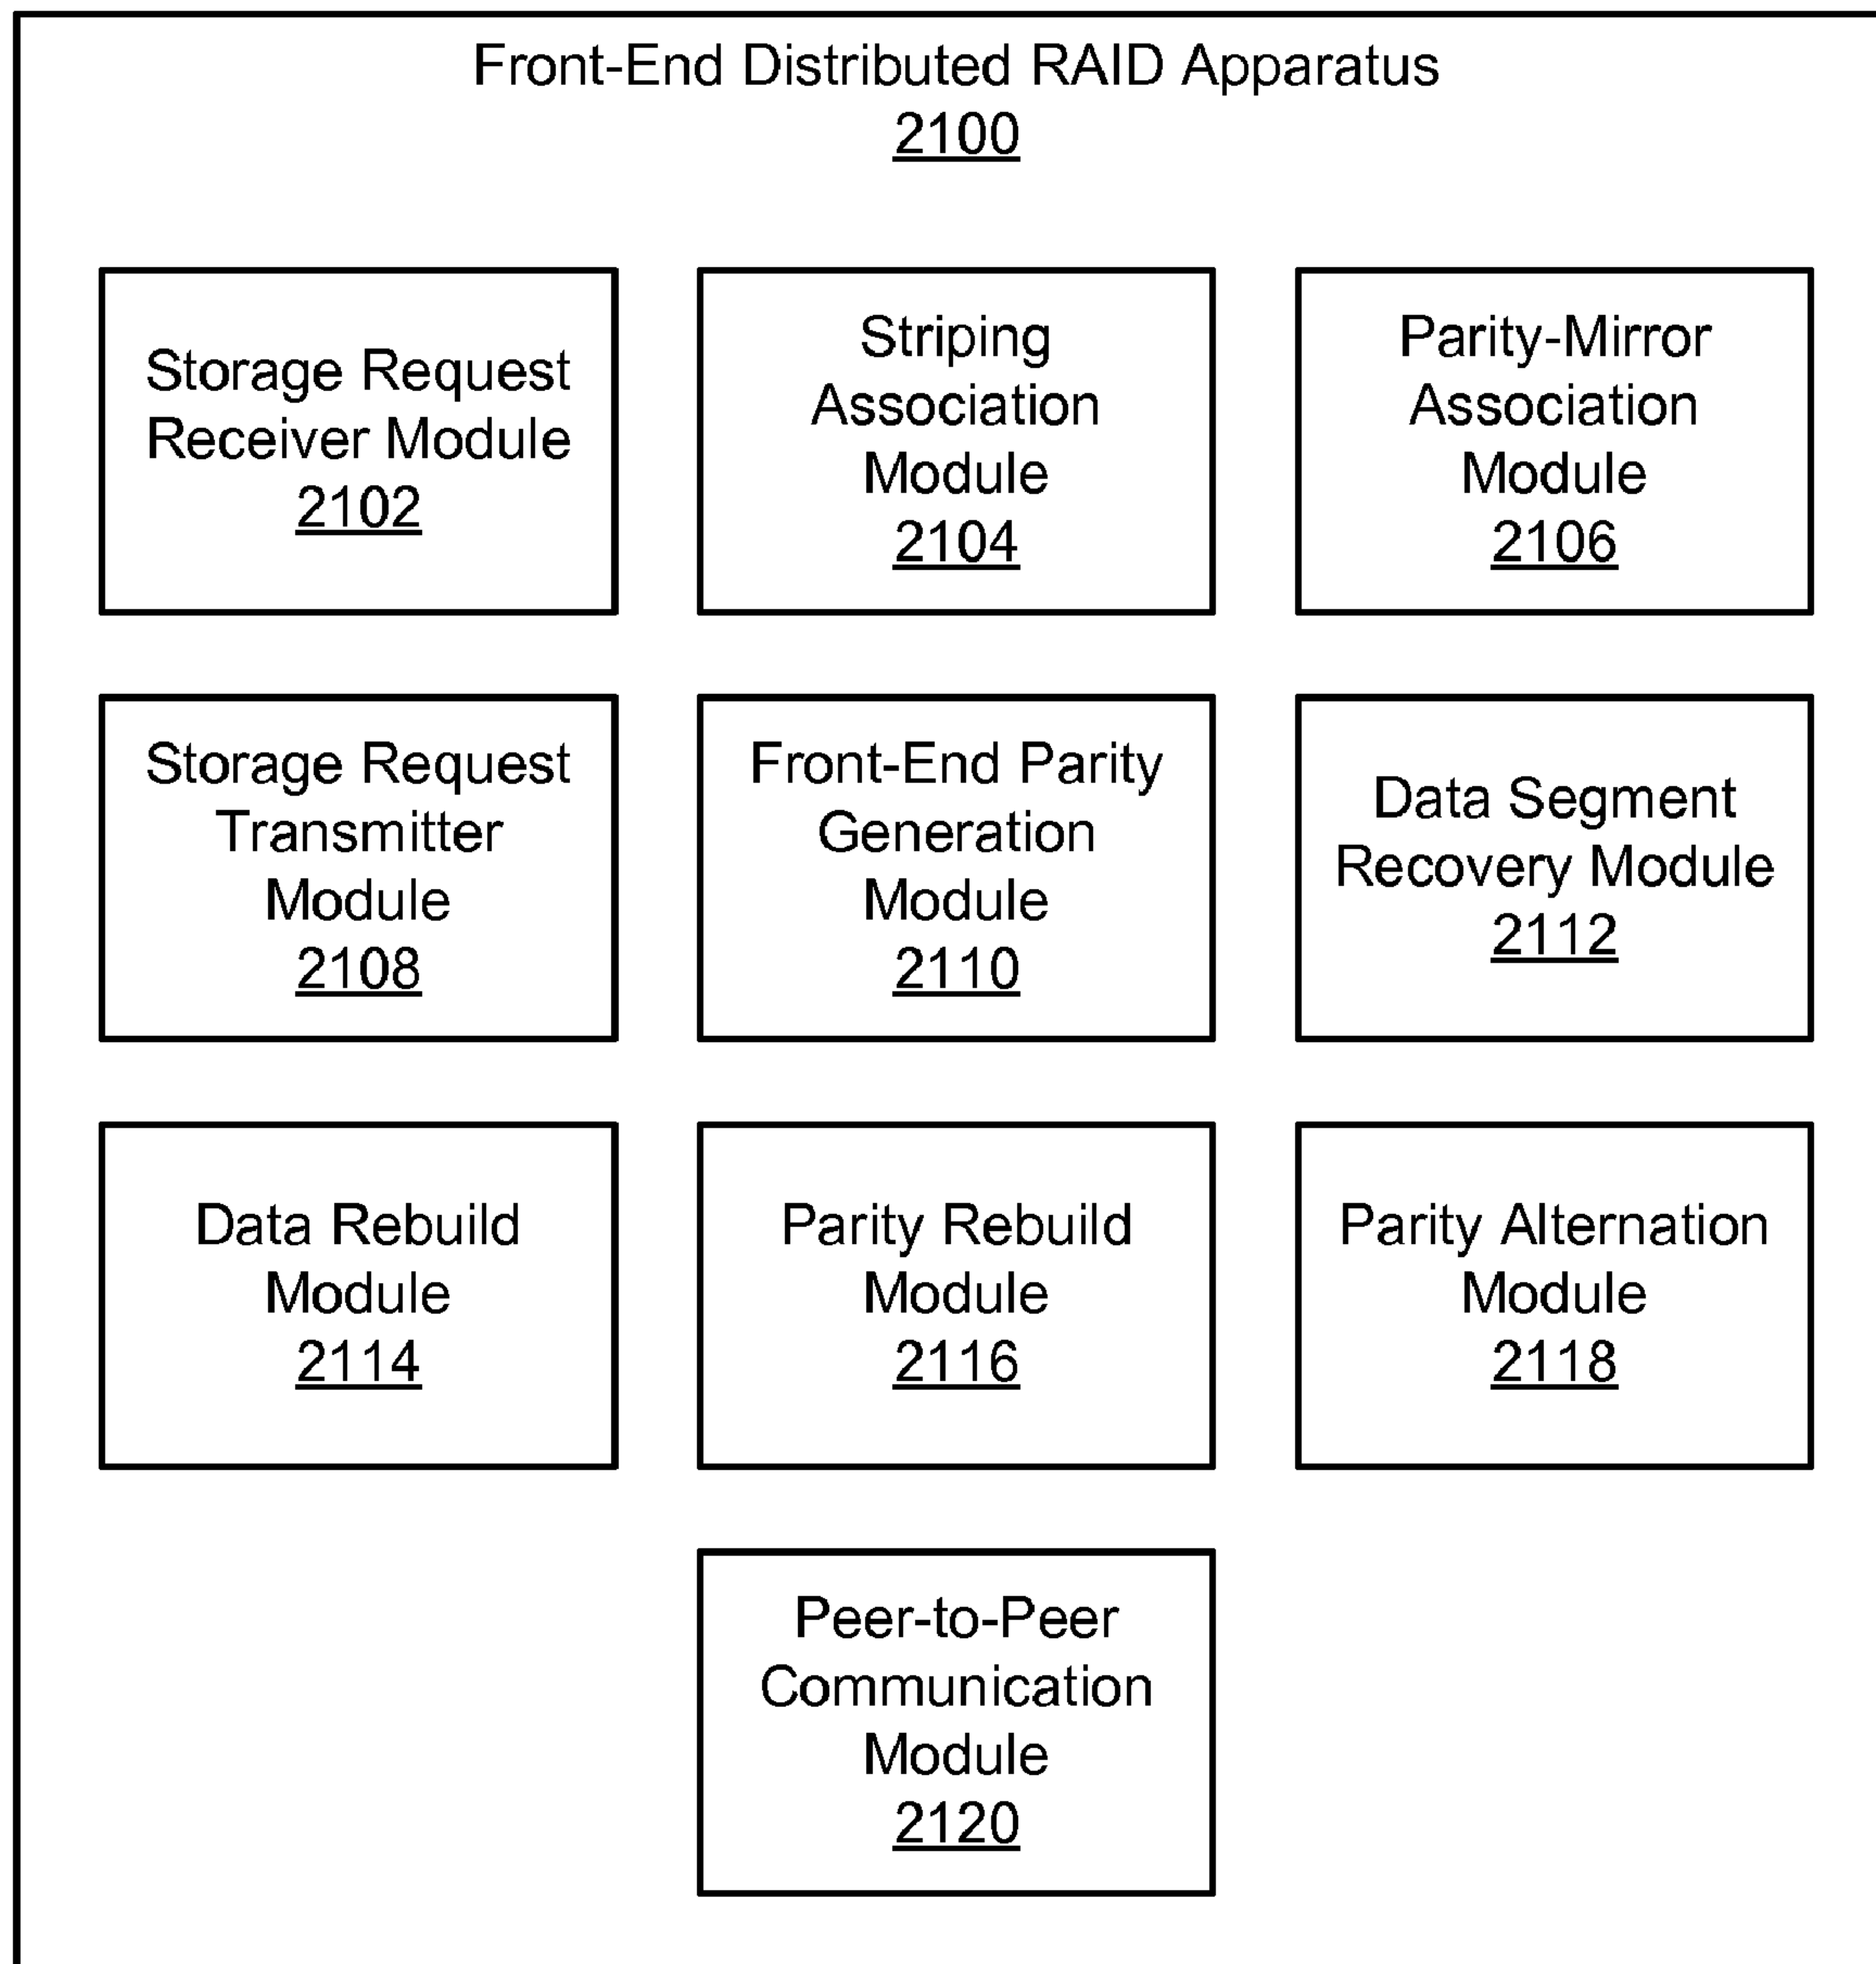 Front-End Distributed RAID Apparatus
2100
Storage Request
Receiver Module
2102
Striping
Association
Module
2104
Parity-Mirror
Association
Module
2106
Storage Request
Transmitter
Module
2108
Front-End Parity
Generation
Module
2110
Data Segment
Recovery Module
2112
Data Rebuild
Module
2114
Parity Rebuild
Module
2116
Parity Alternation
Module
2118
Peer-to-Peer
Communication
Module
2120